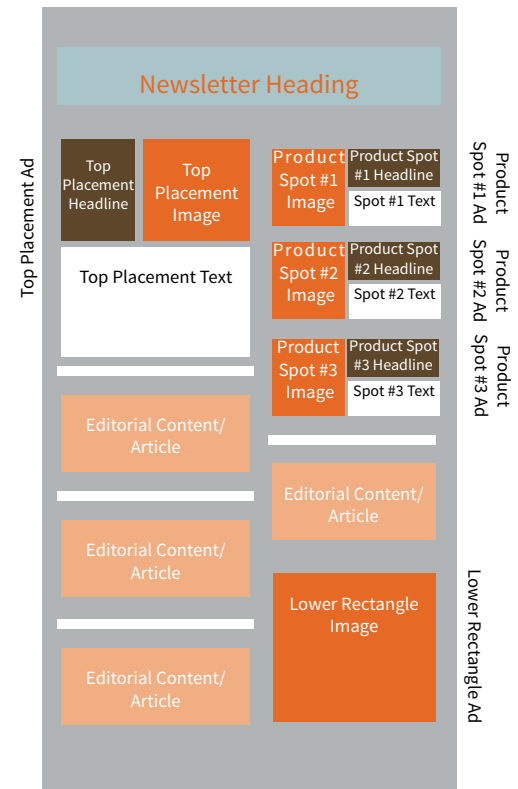 Newsletter Heading
Top Placement Ad
Top
Placement
Headline
Top
Placement
Image
Top Placement Text
Editorial Content/
Article
Editorial Content/
Article
Editorial Content/
Article
Product
Spot #1
Image
Product Spot
#1 Headline
Spot #1 Text
Product
Spot #1 Ad
Product
Spot #2
Image
Product Spot
#2 Headline
Spot #2 Text
Product
Spot #2 Ad
Product
Spot #3
Image
Product Spot
#3 Headline
Spot #3 Text
Product
Spot #3 Ad
Editorial Content/
Article
Lower Rectangle
Image
Lower Rectangle Ad